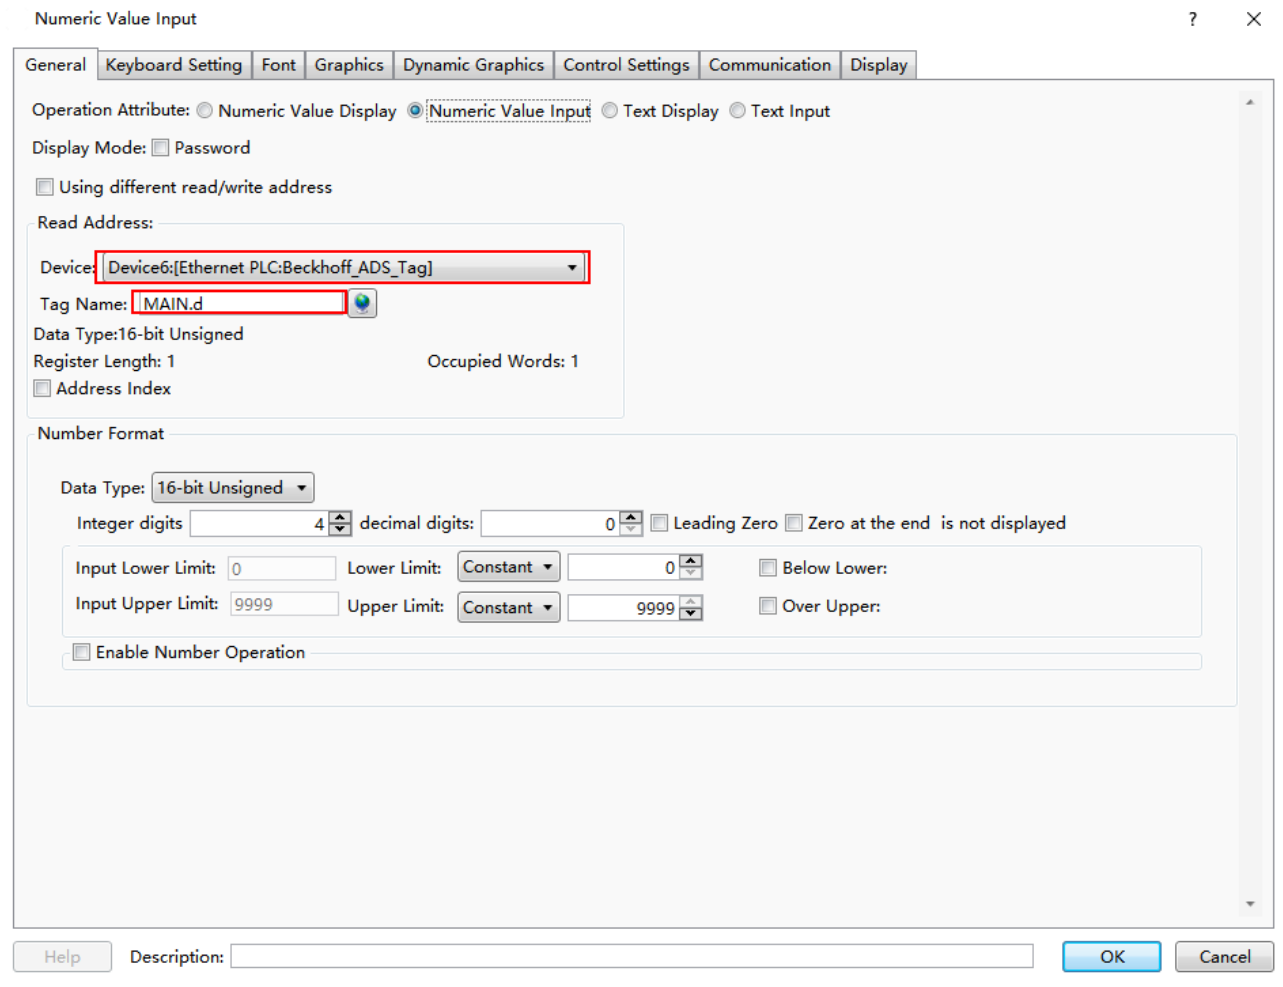 Numeric Value Input ?
General Keyboard Setting Font Graphics Dynamic Graphics Control Settings Communication Display
Operation Attribute: Numeric Value Display Numeric Value Input Text Display Text Input
Display Mode: Password
Using different read/write address
Read Address:
Device: Device6:[Ethernet PLC:Beckhoff_ADS_Tag]
Tag Name: MAIN.d
Data Type:16-bit Unsigned
Register Length: 1 Occupied Words: 1
Address Index
Number Format
Data Type: 16-bit Unsigned
Integer digits 4 decimal digits: 0 Leading Zero Zero at the end is not displayed
Input Lower Limit: 0 Lower Limit: Constant 0 Below Lower:
Input Upper Limit: 9999 Upper Limit: Constant 9999 Over Upper:
Enable Number Operation
Help Description: OK Cancel